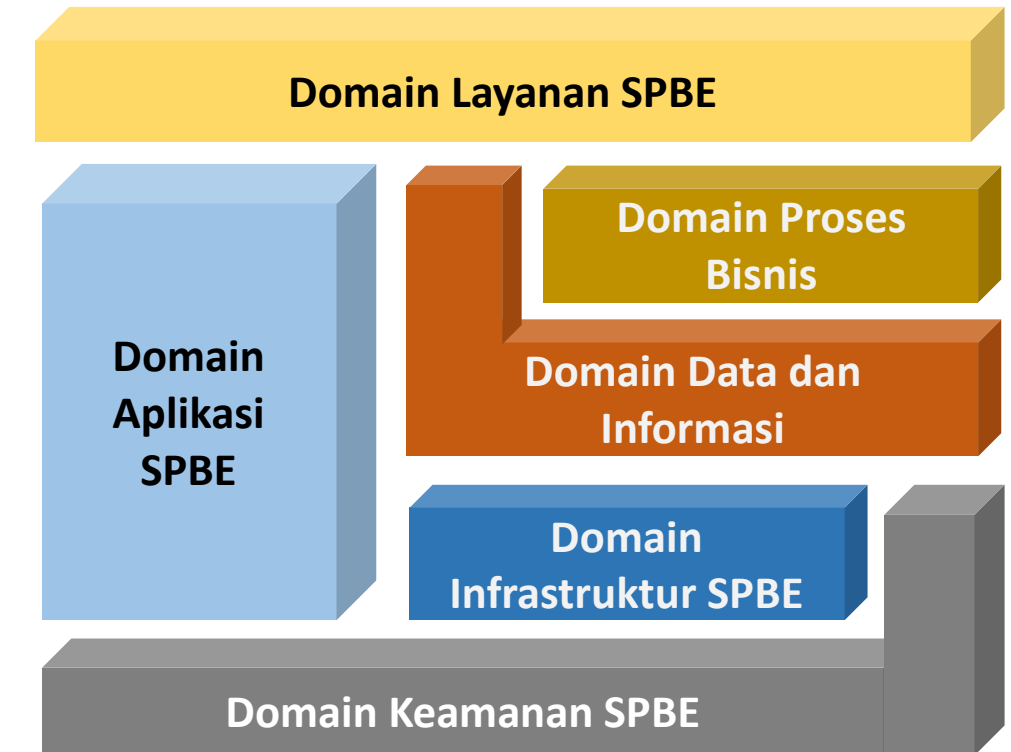 Domain Layanan SPBE
Domain Proses
Bisnis
Domain
Aplikasi
SPBE
Domain Data dan
Informasi
Domain
Infrastruktur SPBE
Domain Keamanan SPBE